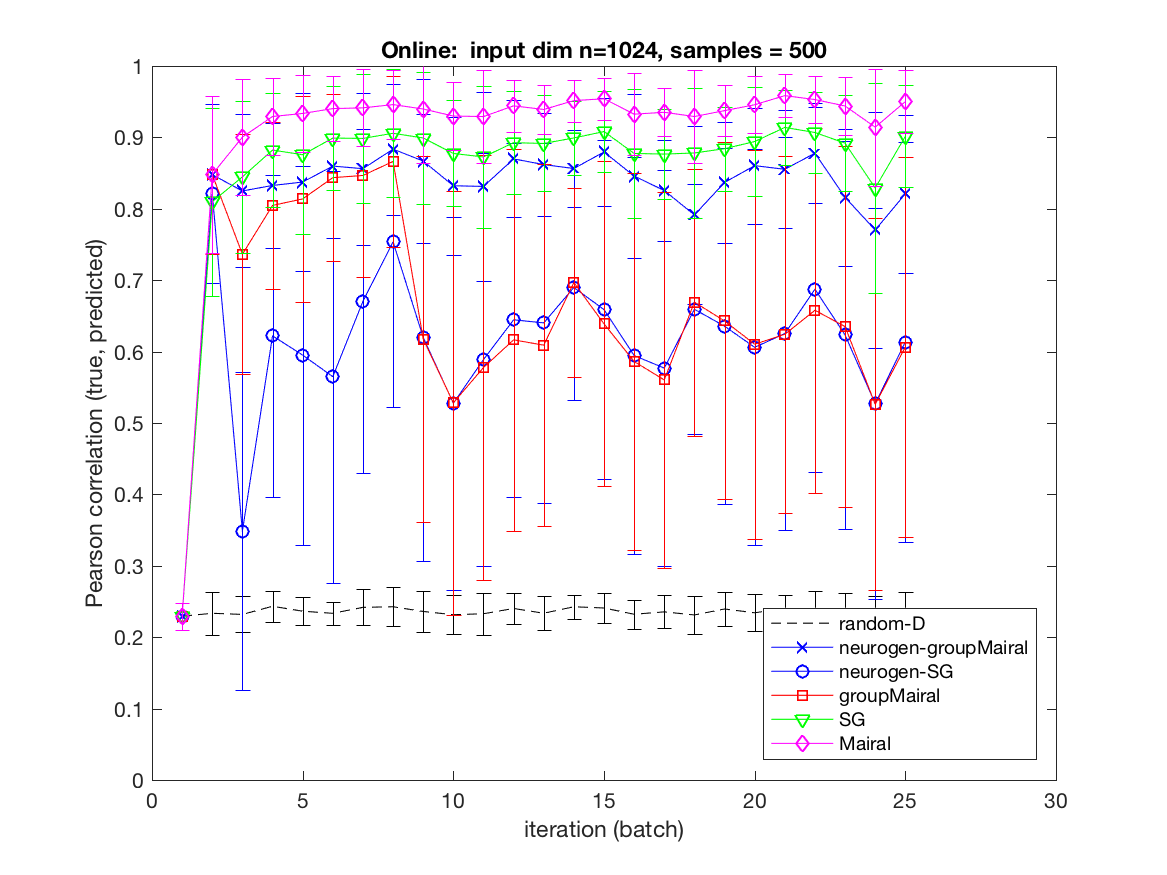 Online:  input dim n=1024, samples = 500
Pearson correlation (true, predicted)
1
0.9
0.8
0.7
0.6
0.5
0.4
0.3
0.2
0.1
0
0 5 10 15 20 25 30
iteration (batch)
random-D
neurogen-groupMairal
neurogen-SG
groupMairal
SG
Mairal